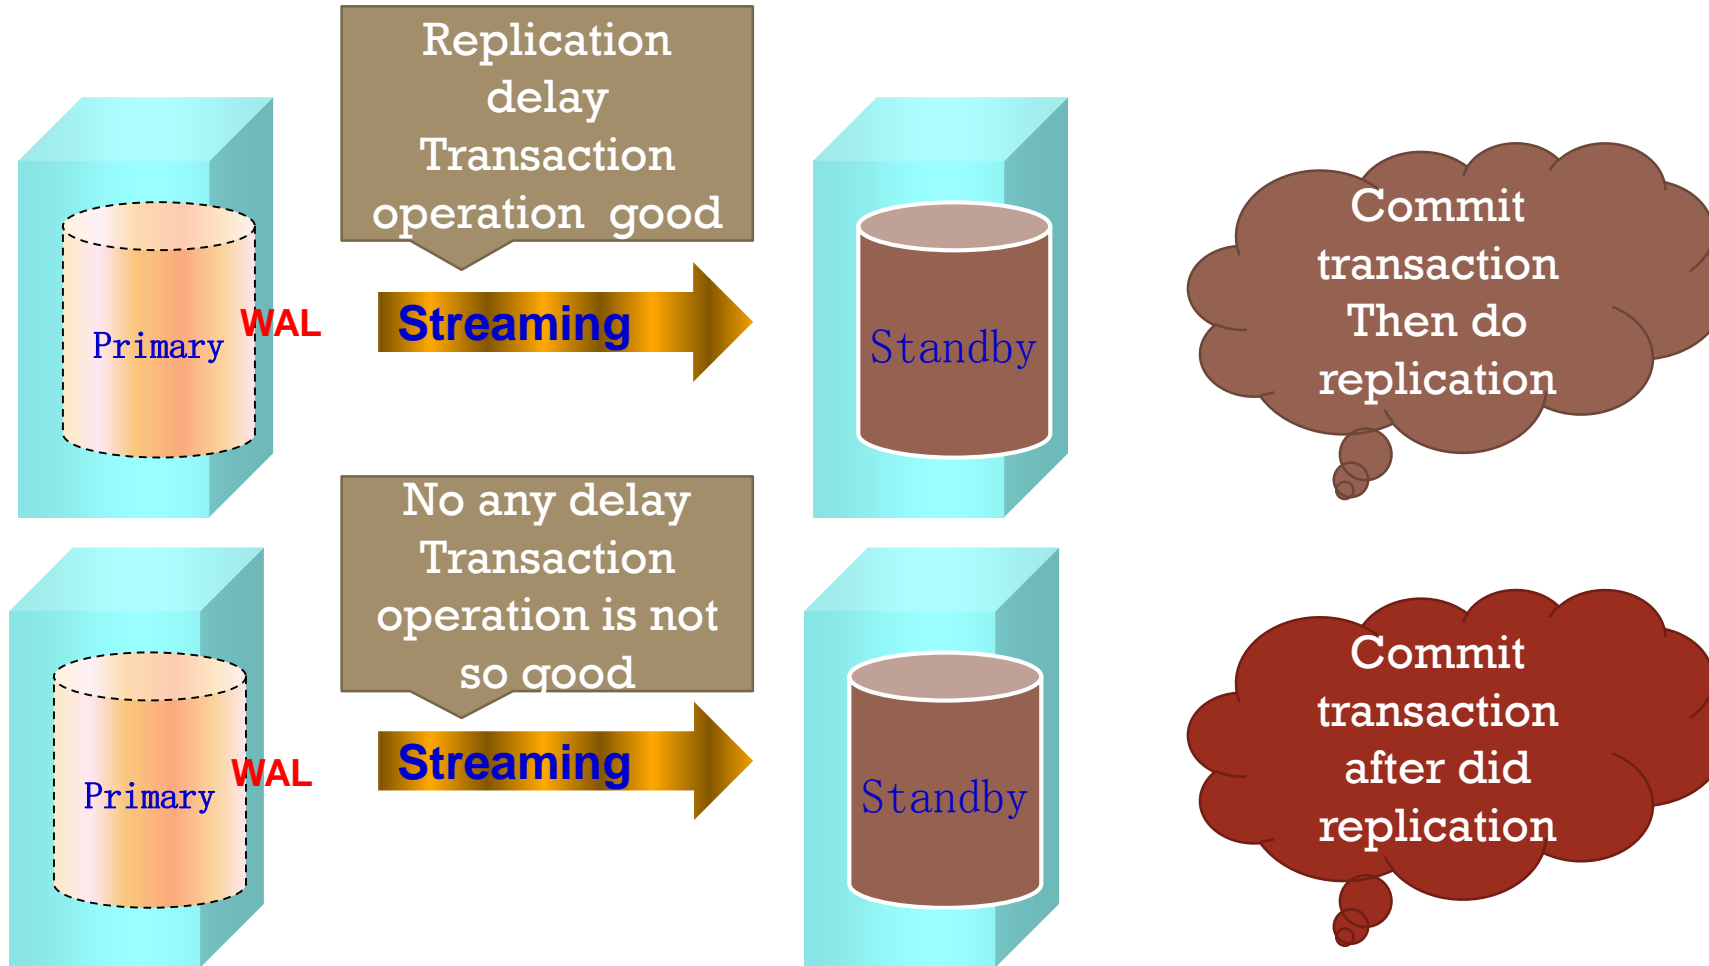 Replication
delay
Transaction
operation good
Primary
WAL
Streaming
Standby
Commit
transaction
Then do
replication
No any delay
Transaction
operation is not
so good
Primary
WAL
Streaming
Standby
Commit
transaction
after did
replication